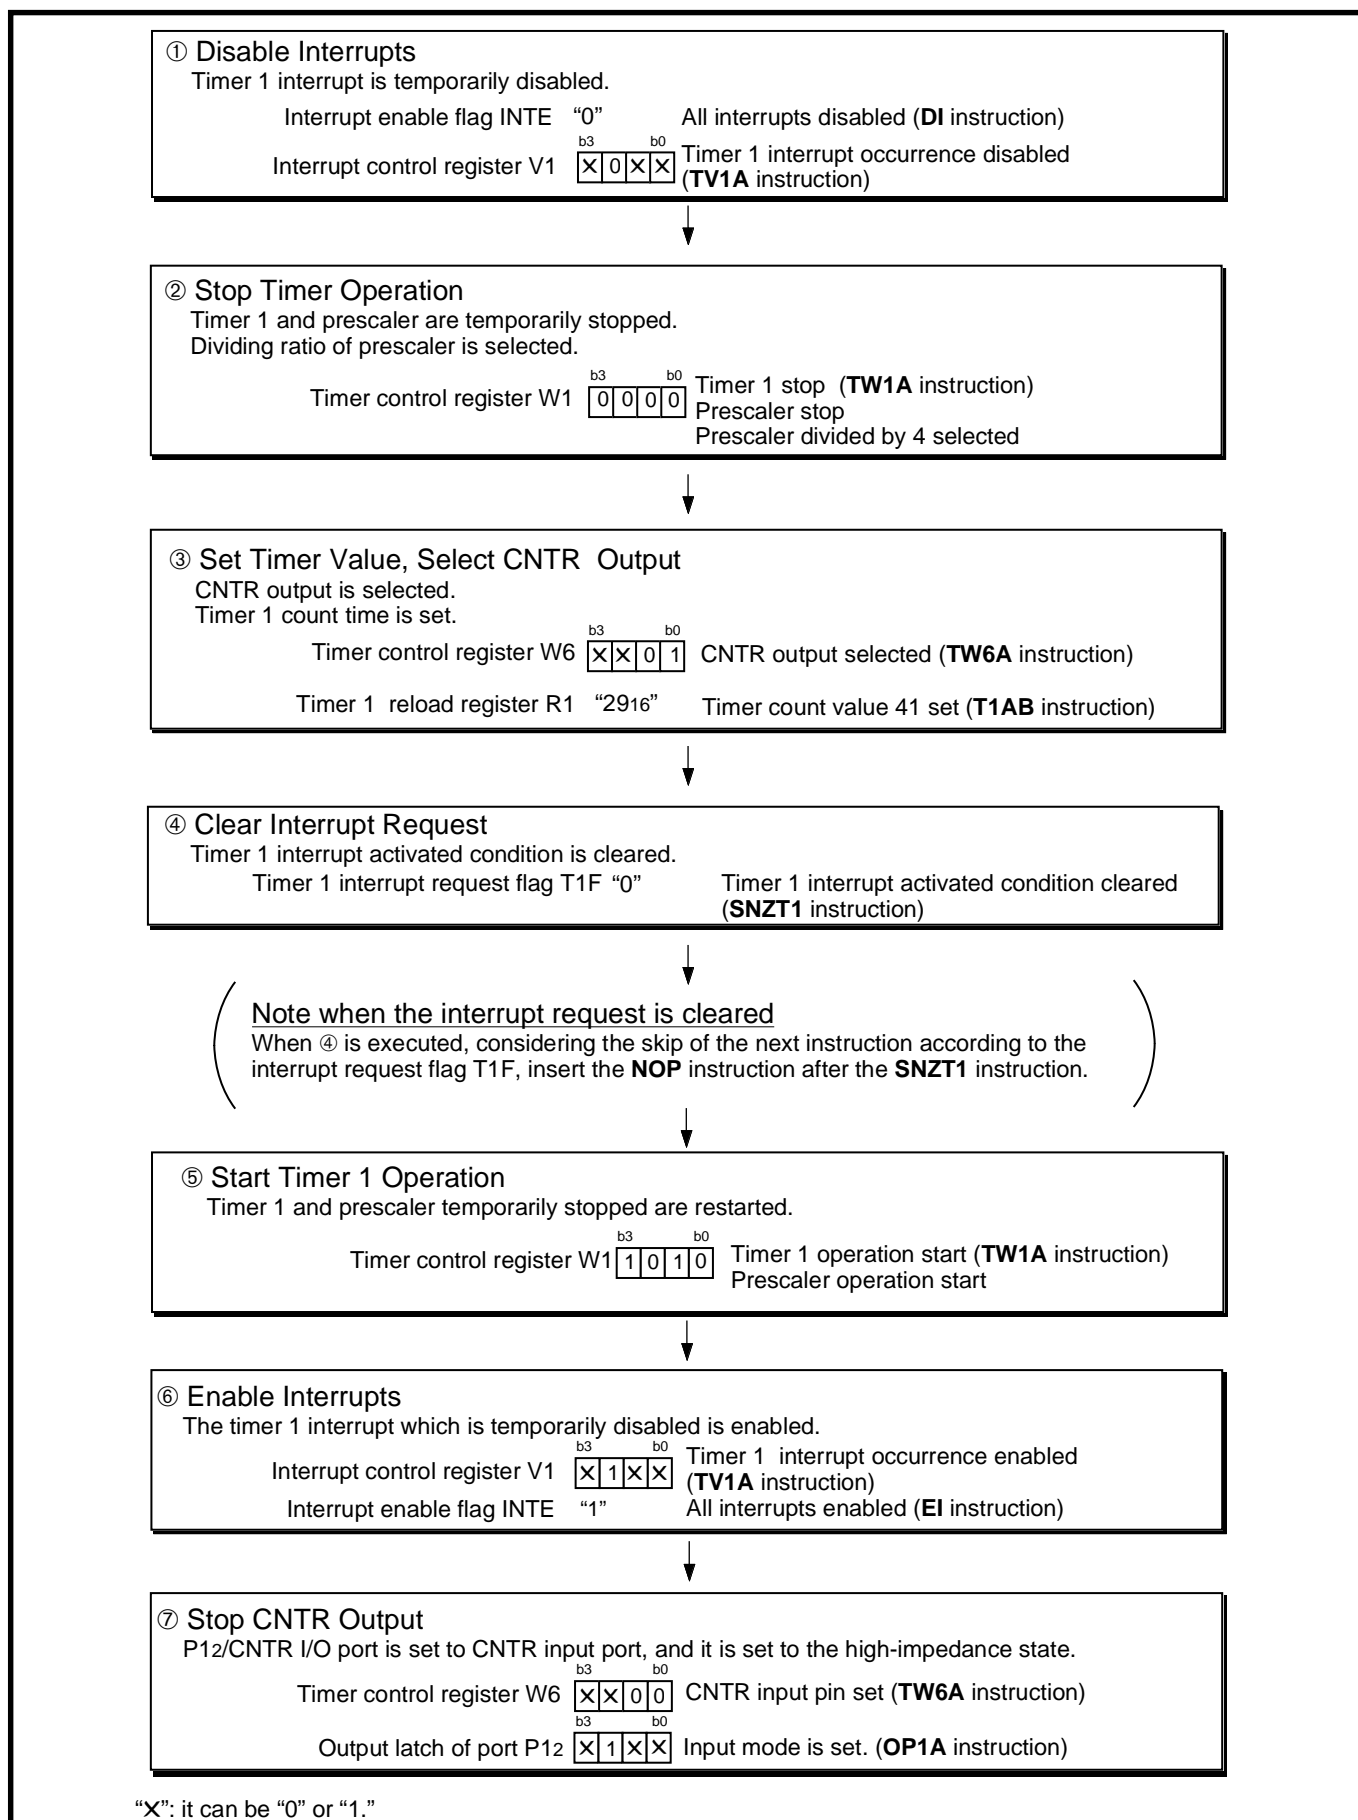 ① Disable Interrupts
Timer 1 interrupt is temporarily disabled.
Interrupt enable flag INTE “0” All interrupts disabled (DI instruction)
b3 b0
Interrupt control register V1 X 0 X X Timer 1 interrupt occurrence disabled
(TV1A instruction)
② Stop Timer Operation
Timer 1 and prescaler are temporarily stopped.
Dividing ratio of prescaler is selected.
b3 b0
Timer control register W1 0 0 0 0 Timer 1 stop (TW1A instruction)
Prescaler stop
Prescaler divided by 4 selected
③ Set Timer Value, Select CNTR Output
CNTR output is selected.
Timer 1 count time is set.
b3 b0
Timer control register W6 X X 0 1 CNTR output selected (TW6A instruction)
Timer 1 reload register R1 “2916” Timer count value 41 set (T1AB instruction)
④ Clear Interrupt Request
Timer 1 interrupt activated condition is cleared.
Timer 1 interrupt request flag T1F “0” Timer 1 interrupt activated condition cleared
(SNZT1 instruction)
Note when the interrupt request is cleared
When ④ is executed, considering the skip of the next instruction according to the
interrupt request flag T1F, insert the NOP instruction after the SNZT1 instruction.
⑤ Start Timer 1 Operation
Timer 1 and prescaler temporarily stopped are restarted.
b3 b0
Timer control register W1 1 0 1 0 Timer 1 operation start (TW1A instruction)
Prescaler operation start
⑥ Enable Interrupts
The timer 1 interrupt which is temporarily disabled is enabled.
b3 b0
Interrupt control register V1 X 1 X X Timer 1 interrupt occurrence enabled
(TV1A instruction)
Interrupt enable flag INTE “1” All interrupts enabled (EI instruction)
⑦ Stop CNTR Output
P12/CNTR I/O port is set to CNTR input port, and it is set to the high-impedance state.
b3 b0
Timer control register W6 X X 0 0 CNTR input pin set (TW6A instruction)
b3 b0
Output latch of port P12 X 1 X X Input mode is set. (OP1A instruction)
“X”: it can be “0” or “1.”